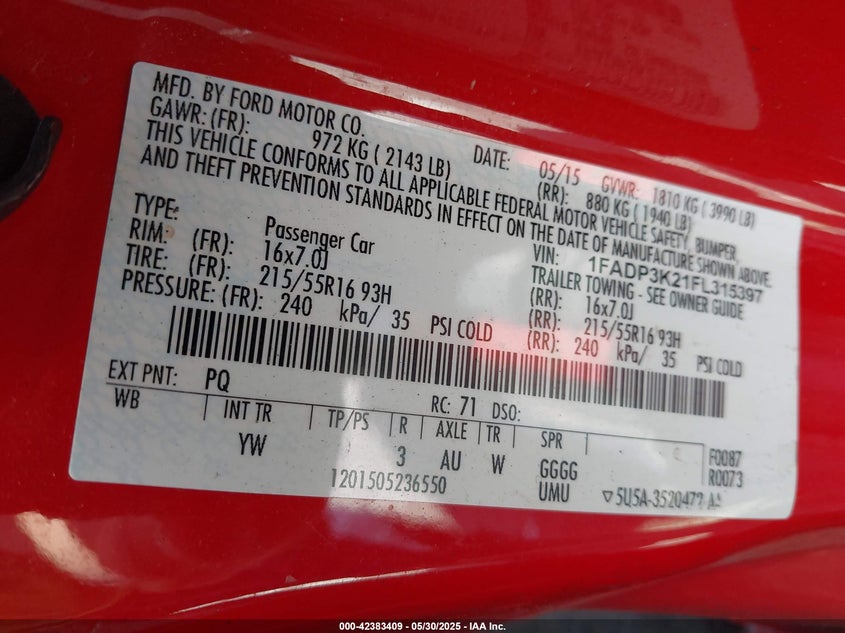 MFD. BY FORD MOTOR CO.
DATE: 05/15 GVWR: 1810 KG ( 3990 LB)
GAWR: (FR): 972 KG ( 2143 LB) (RR): 880 KG ( 1940 LB)
THIS VEHICLE CONFORMS TO ALL APPLICABLE FEDERAL MOTOR VEHICLE SAFETY, BUMPER,
AND THEFT PREVENTION STANDARDS IN EFFECT ON THE DATE OF MANUFACTURE SHOWN ABOVE.
VIN: 1FADP3K21FL315397
TYPE: Passenger Car TRAILER TOWING - SEE OWNER GUIDE
RIM: (FR): 16x7.0J (RR): 16x7.0J
TIRE: (FR): 215/55R16 93H (RR): 215/55R16 93H
PRESSURE: (FR): 240 kPa/ 35 PSI COLD (RR): 240 kPa/ 35 PSI COLD
EXT PNT: PQ RC: 71 DSO:
WB INT TR TP/PS R AXLE TR SPR F0087
YW 3 AU W GGGG R0073
1201505236550 UMU ▽5U5A-3520472
000-42383409 - 05/30/2025 - IAA Inc.